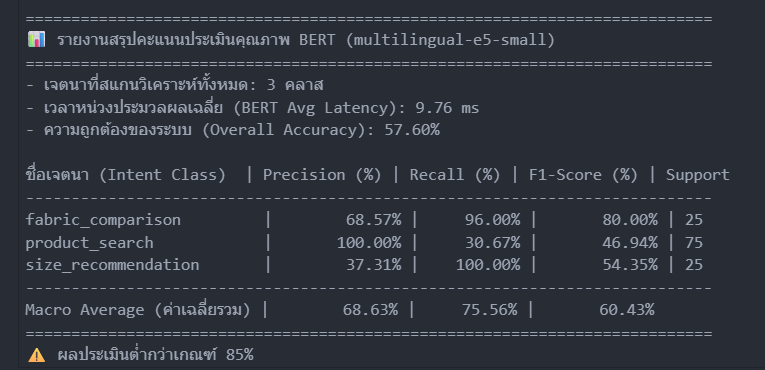 ===========================================================================
📊 รายงานสรุปคะแนนประเมินคุณภาพ BERT (multilingual-e5-small)
===========================================================================
- เจตนาที่สแกนวิเคราะห์ทั้งหมด: 3 คลาส
- เวลาหน่วงประมวลผลเฉลี่ย (BERT Avg Latency): 9.76 ms
- ความถูกต้องของระบบ (Overall Accuracy): 57.60%
ชื่อเจตนา (Intent Class) | Precision (%) | Recall (%) | F1-Score (%) | Support
---------------------------------------------------------------------------
fabric_comparison | 68.57% | 96.00% | 80.00% | 25
product_search | 100.00% | 30.67% | 46.94% | 75
size_recommendation | 37.31% | 100.00% | 54.35% | 25
---------------------------------------------------------------------------
Macro Average (ค่าเฉลี่ยรวม) | 68.63% | 75.56% | 60.43%
===========================================================================
⚠️ ผลประเมินต่ำกว่าเกณฑ์ 85%